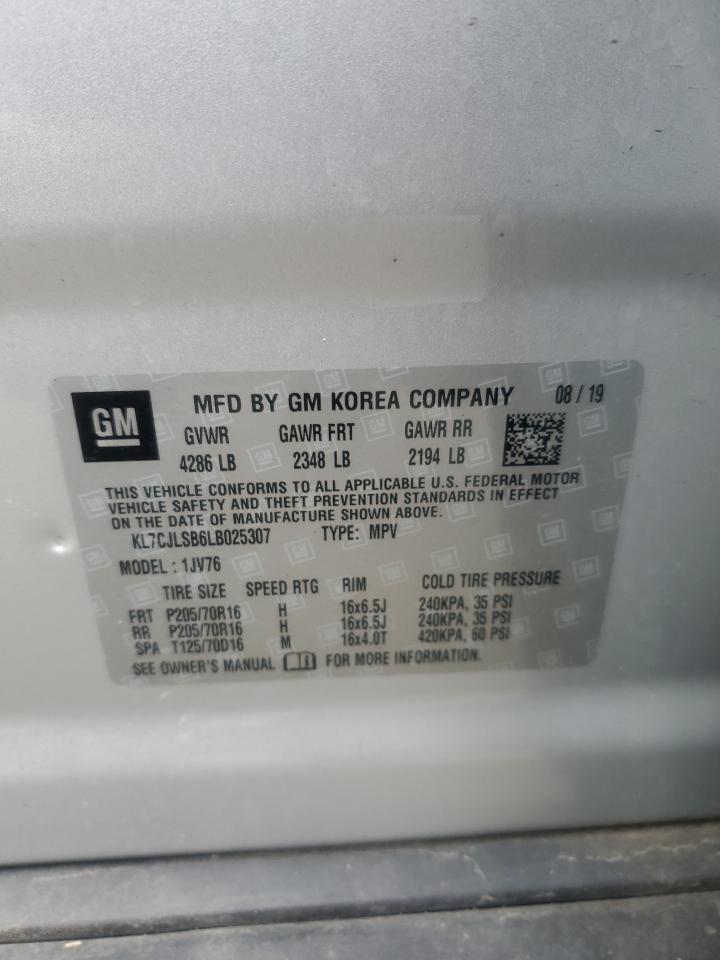 GM MFD BY GM KOREA COMPANY 08 / 19
GVWR GAWR FRT GAWR RR
4286 LB 2348 LB 2194 LB
THIS VEHICLE CONFORMS TO ALL APPLICABLE U.S. FEDERAL MOTOR
VEHICLE SAFETY AND THEFT PREVENTION STANDARDS IN EFFECT
ON THE DATE OF MANUFACTURE SHOWN ABOVE.
KL7CJLSB6LB025307 TYPE: MPV
MODEL : 1JV76
TIRE SIZE SPEED RTG RIM COLD TIRE PRESSURE
FRT P205/70R16 H 16x6.5J 240KPA, 35 PSI
RR P205/70R16 H 16x6.5J 240KPA, 35 PSI
SPA T125/70D16 M 16x4.0T 420KPA, 60 PSI
SEE OWNER'S MANUAL FOR MORE INFORMATION.